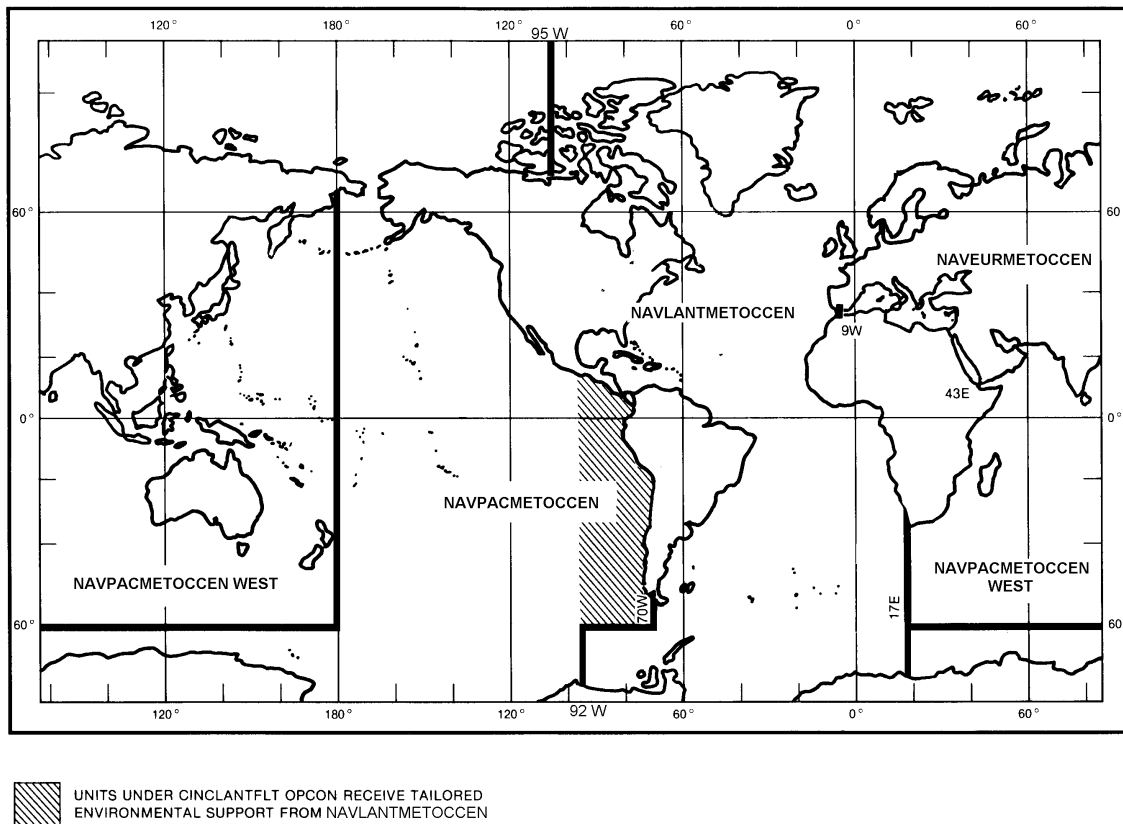 120° 180° 120° 60° 0° 60°
95 W
60° 60
NAVEURMETOCCEN
NAVLANTMETOCCEN
9W
43E
0° 0°
NAVPACMETOCCEN
NAVPACMETOCCEN WEST
NAVPACMETOCCEN
WEST
70W
17E
60° 60
120° 180° 120° 60° 0° 60°
92 W
UNITS UNDER CINCLANTFLT OPCON RECEIVE TAILORED
ENVIRONMENTAL SUPPORT FROM NAVLANTMETOCCEN